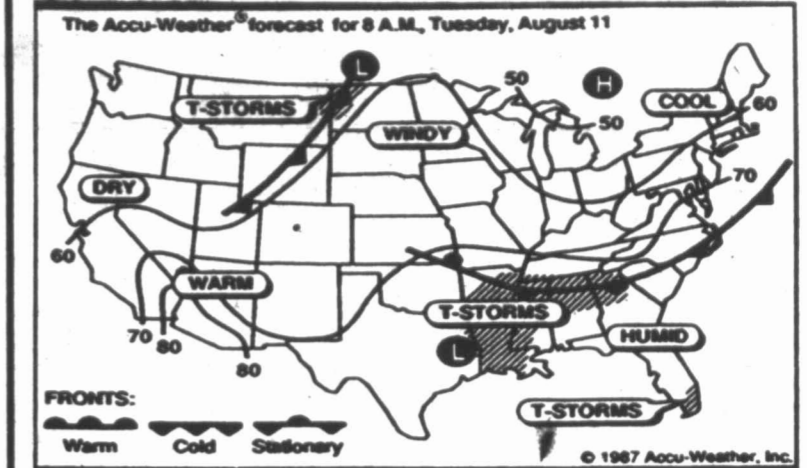 The Accu-Weather® forecast for 8 A.M., Tuesday, August 11
L
H
50
T-STORMS
COOL
60
WINDY
50
DRY
70
60
WARM
T-STORMS
70
80
HUMID
L
80
FRONTS:
T-STORMS
Warm Cold Stationary
© 1987 Accu-Weather, Inc.